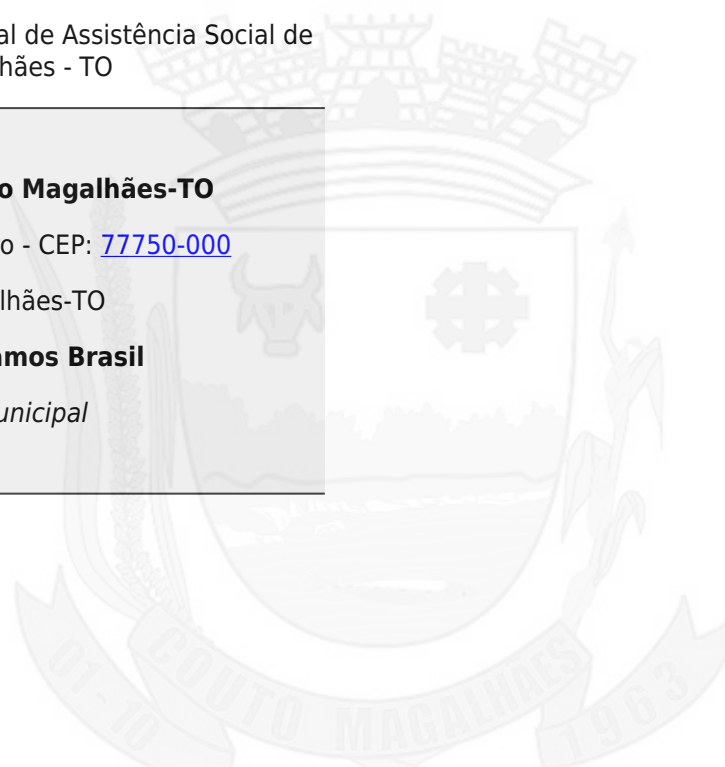 al de Assistência Social de
hães - TO
o Magalhães-TO
o - CEP: 77750-000
lhães-TO
amos Brasil
unicipal
01-10 COUTO MAGALHÃES 1963